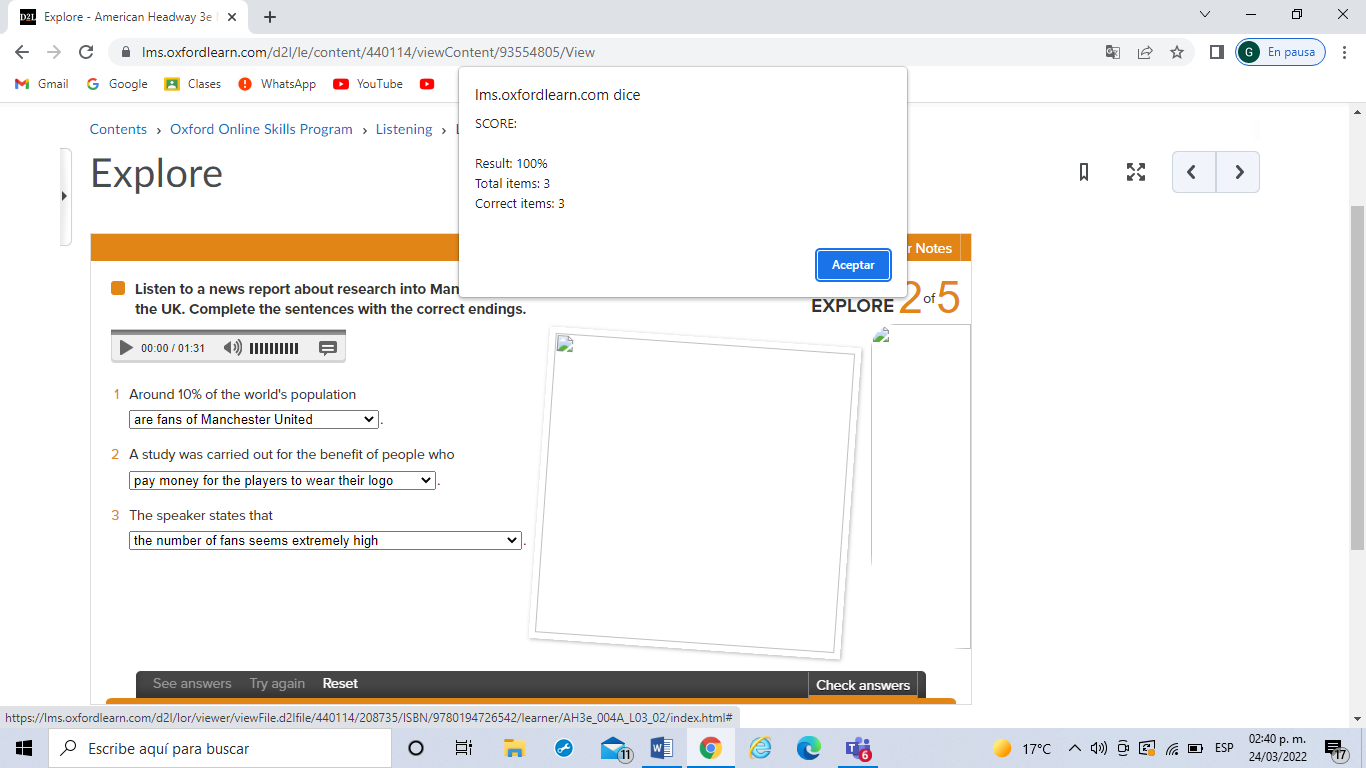 D2L Explore - American Headway 3e
lms.oxfordlearn.com/d2l/le/content/440114/viewContent/93554805/View
G En pausa
Gmail
Google
Clases
WhatsApp
YouTube
lms.oxfordlearn.com dice
SCORE:
Result: 100%
Total items: 3
Correct items: 3
Aceptar
Contents › Oxford Online Skills Program › Listening ›
Explore
Notes
Listen to a news report about research into
the UK. Complete the sentences with the correct endings.
EXPLORE 2 of 5
00:00 / 01:31
1 Around 10% of the world's population
are fans of Manchester United .
2 A study was carried out for the benefit of people who
pay money for the players to wear their logo .
3 The speaker states that
the number of fans seems extremely high .
See answers Try again Reset Check answers
https://lms.oxfordlearn.com/d2l/lor/viewer/viewFile.d2lfile/440114/208735/ISBN/9780194726542/learner/AH3e_004A_L03_02/index.html#
Escribe aquí para buscar
11
6
17°C
ESP
02:40 p. m.
24/03/2022
17